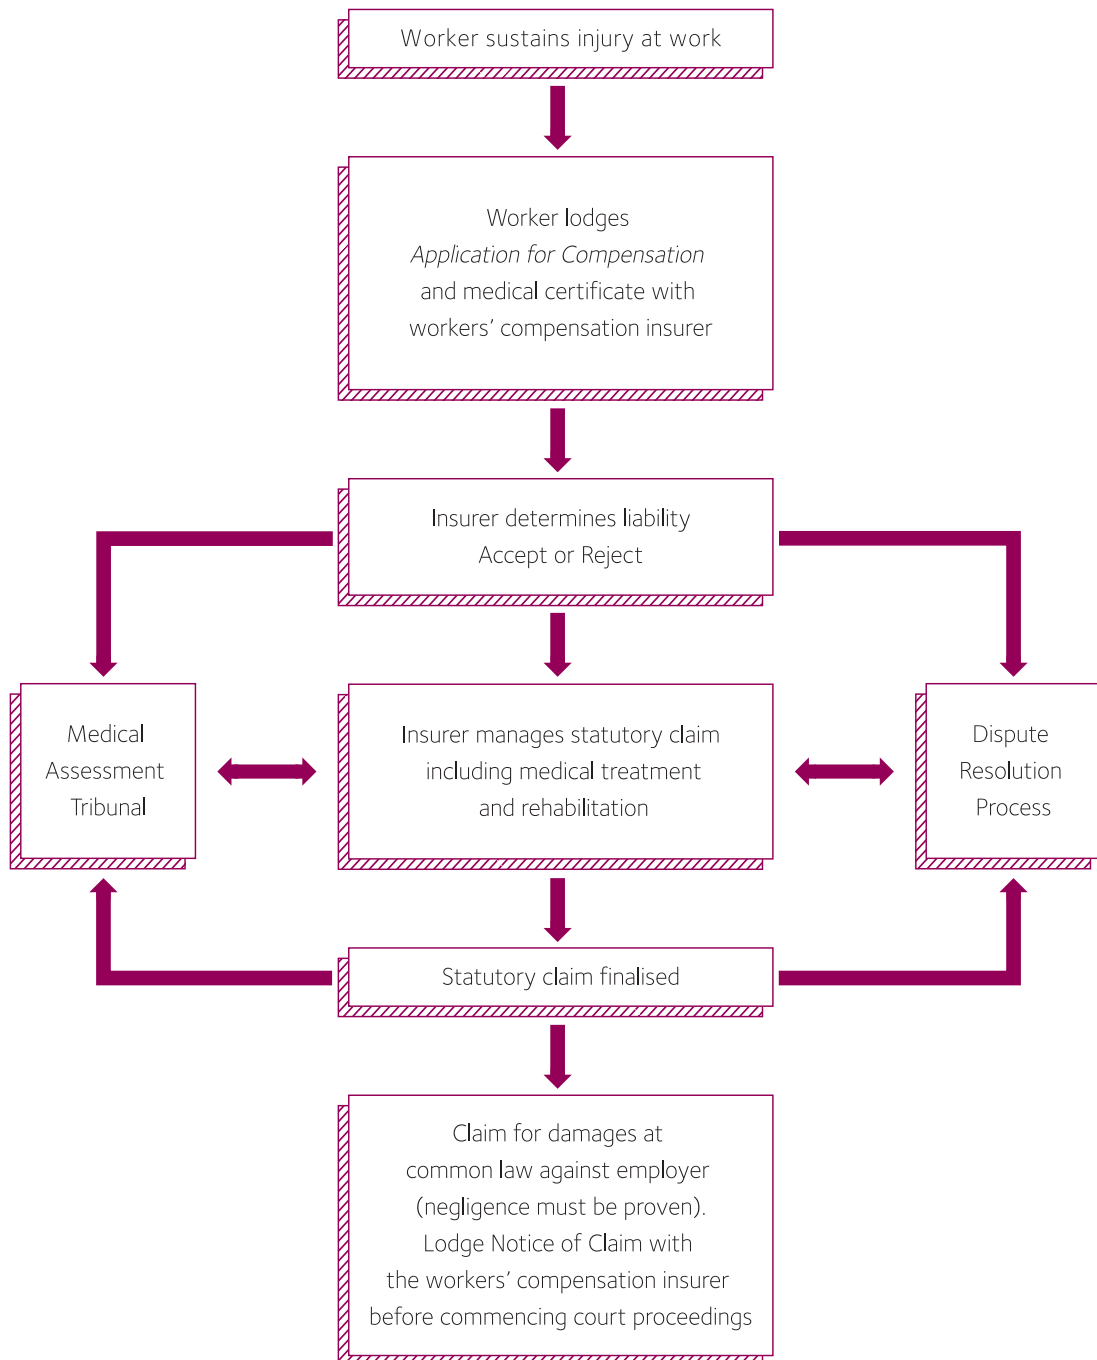 Worker sustains injury at work
Worker lodges
Application for Compensation
and medical certificate with
workers’ compensation insurer
Insurer determines liability
Accept or Reject
Medical
Assessment
Tribunal
Insurer manages statutory claim
including medical treatment
and rehabilitation
Dispute
Resolution
Process
Statutory claim finalised
Claim for damages at
common law against employer
(negligence must be proven).
Lodge Notice of Claim with
the workers’ compensation insurer
before commencing court proceedings